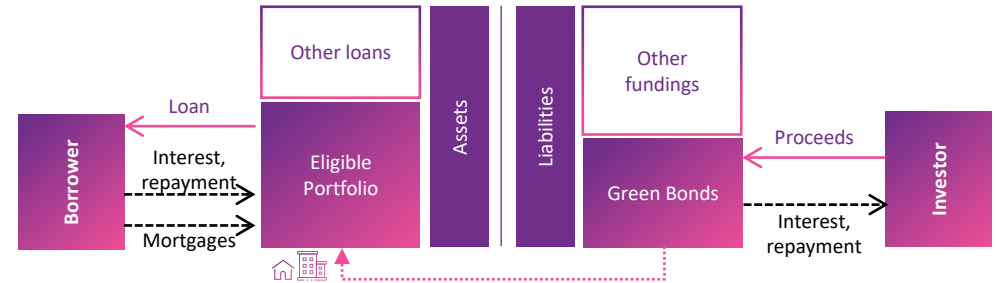 Other loans
Assets
Liabilities
Other
fundings
Loan
Proceeds
Borrower
Interest,
repayment
Mortgages
Eligible
Portfolio
Green Bonds
Interest,
repayment
Investor